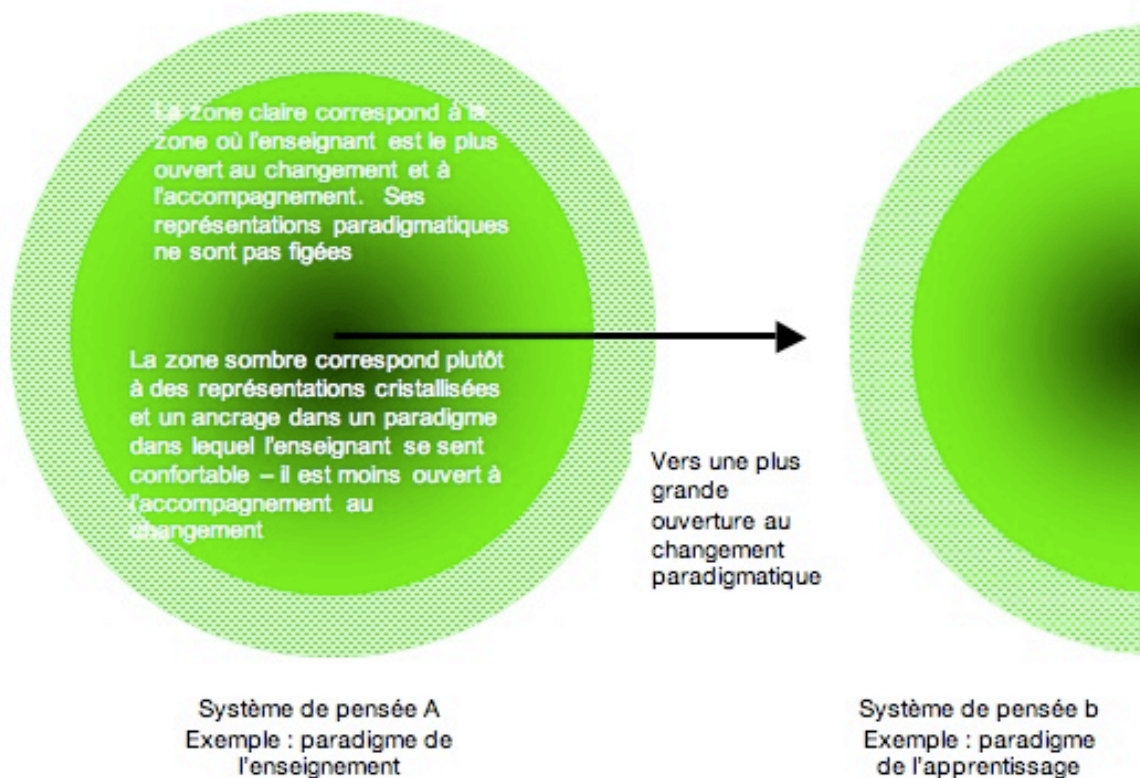 La zone claire correspond à la
zone où l'enseignant est le plus
ouvert au changement et à
l'accompagnement. Ses
représentations paradigmatiques
ne sont pas figées
La zone sombre correspond plutôt
à des représentations cristallisées
et un ancrage dans un paradigme
dans lequel l'enseignant se sent
confortable – il est moins ouvert à
l'accompagnement au
changement
Vers une plus
grande
ouverture au
changement
paradigmatique
Système de pensée A
Exemple : paradigme de
l'enseignement
Système de pensée b
Exemple : paradigme
de l'apprentissage